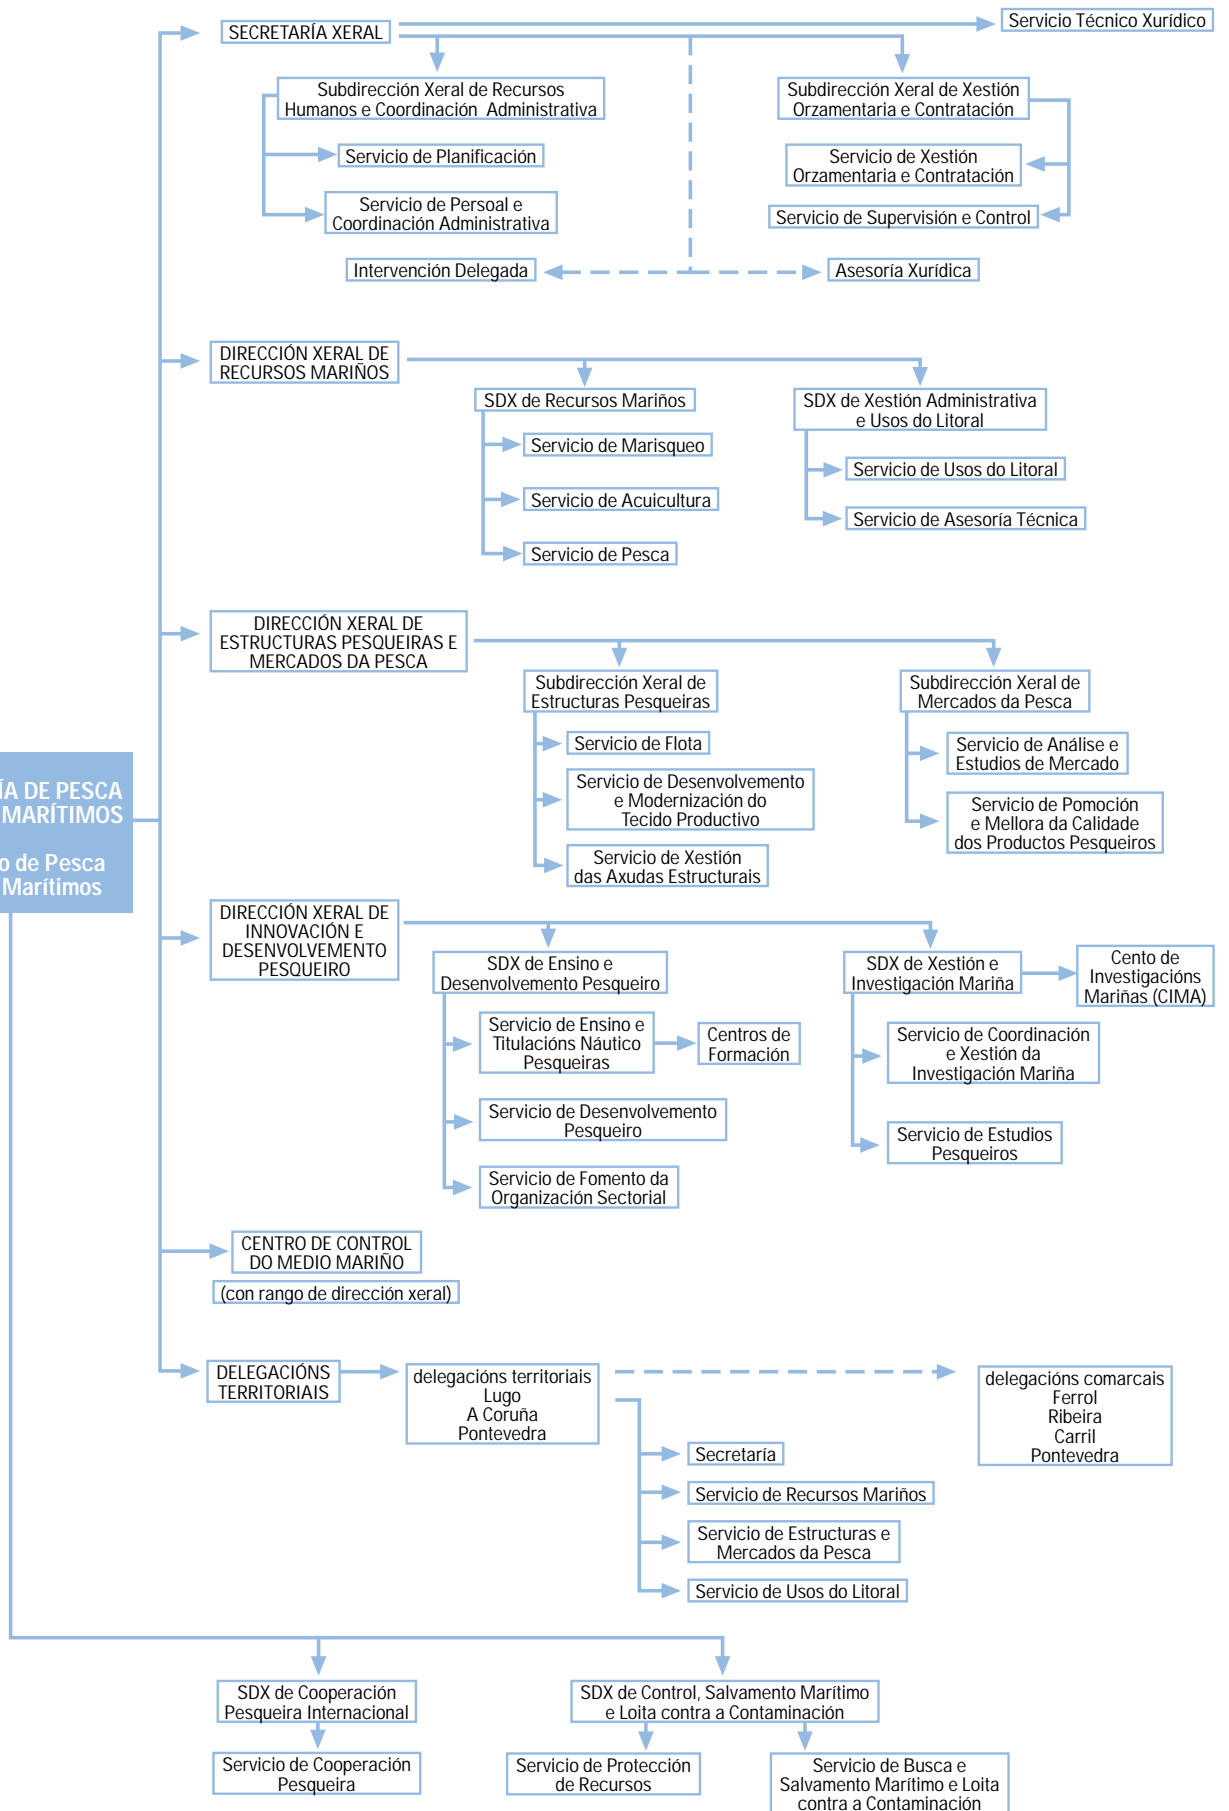 SECRETARÍA XERAL
Servicio Técnico Xurídico
Subdirección Xeral de Recursos
Humanos e Coordinación Administrativa
Servicio de Planificación
Servicio de Persoal e
Coordinación Administrativa
Subdirección Xeral de Xestión
Orzamentaria e Contratación
Servicio de Xestión
Orzamentaria e Contratación
Servicio de Supervisión e Control
Intervención Delegada
Asesoría Xurídica
DIRECCIÓN XERAL DE
RECURSOS MARIÑOS
SDX de Recursos Mariños
Servicio de Marisqueo
Servicio de Acuicultura
Servicio de Pesca
SDX de Xestión Administrativa
e Usos do Litoral
Servicio de Usos do Litoral
Servicio de Asesoría Técnica
DIRECCIÓN XERAL DE
ESTRUCTURAS PESQUEIRAS E
MERCADOS DA PESCA
Subdirección Xeral de
Estructuras Pesqueiras
Servicio de Flota
Servicio de Desenvolvemento
e Modernización do
Tecido Productivo
Servicio de Xestión
das Axudas Estructurais
Subdirección Xeral de
Mercados da Pesca
Servicio de Análise e
Estudios de Mercado
Servicio de Pomoción
e Mellora da Calidade
dos Productos Pesqueiros
ÍA DE PESCA
MARÍTIMOS
o de Pesca
Marítimos
DIRECCIÓN XERAL DE
INNOVACIÓN E
DESENVOLVEMENTO
PESQUEIRO
SDX de Ensino e
Desenvolvemento Pesqueiro
Servicio de Ensino e
Titulacións Náutico
Pesqueiras
Centros de
Formación
Servicio de Desenvolvemento
Pesqueiro
Servicio de Fomento da
Organización Sectorial
SDX de Xestión e
Investigación Mariña
Cento de
Investigacións
Mariñas (CIMA)
Servicio de Coordinación
e Xestión da
Investigación Mariña
Servicio de Estudios
Pesqueiros
CENTRO DE CONTROL
DO MEDIO MARIÑO
(con rango de dirección xeral)
DELEGACIÓNS
TERRITORIAIS
delegacións territoriais
Lugo
A Coruña
Pontevedra
delegacións comarcais
Ferrol
Ribeira
Carril
Pontevedra
Secretaría
Servicio de Recursos Mariños
Servicio de Estructuras e
Mercados da Pesca
Servicio de Usos do Litoral
SDX de Cooperación
Pesqueira Internacional
Servicio de Cooperación
Pesqueira
SDX de Control, Salvamento Marítimo
e Loita contra a Contaminación
Servicio de Protección
de Recursos
Servicio de Busca e
Salvamento Marítimo e Loita
contra a Contaminación